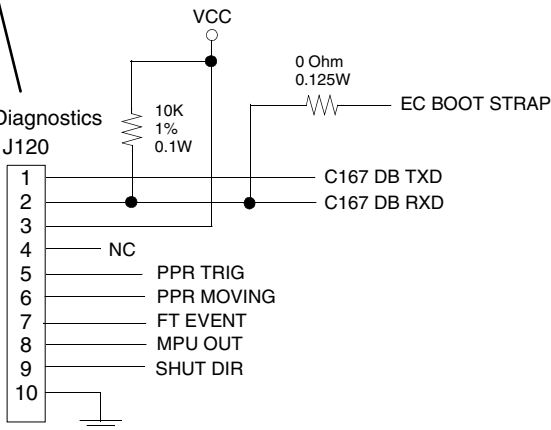 VCC
0 Ohm
0.125W
EC BOOT STRAP
Diagnostics
J120
10K
1%
0.1W
1 C167 DB TXD
2 C167 DB RXD
3
4 NC
5 PPR TRIG
6 PPR MOVING
7 FT EVENT
8 MPU OUT
9 SHUT DIR
10